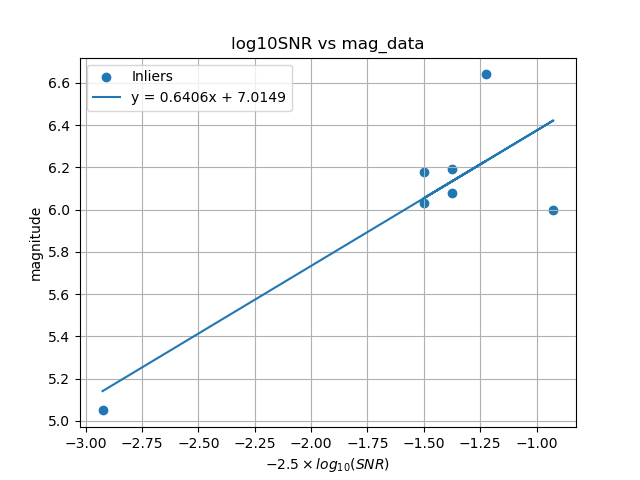 log10SNR vs mag_data
Inliers
y = 0.6406x + 7.0149
6.6
6.4
6.2
6.0
5.8
5.6
5.4
5.2
5.0
magnitude
−3.00 −2.75 −2.50 −2.25 −2.00 −1.75 −1.50 −1.25 −1.00
−2.5 × log₁₀(SNR)